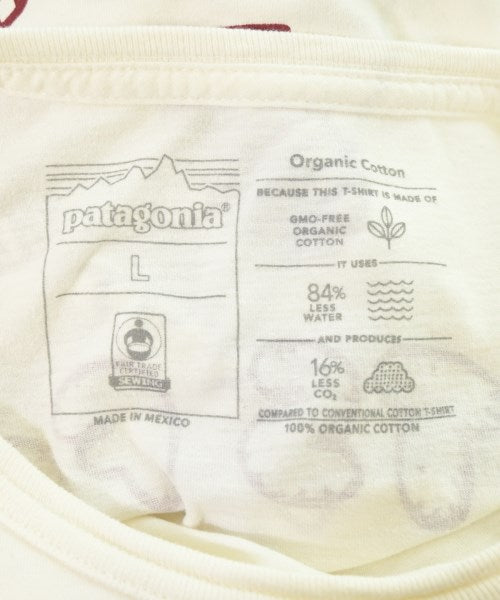 patagonia®
L
FAIR TRADE
CERTIFIED
SEWING
MADE IN MEXICO
Organic Cotton
BECAUSE THIS T-SHIRT IS MADE OF
GMO-FREE
ORGANIC
COTTON
IT USES
84%
LESS
WATER
AND PRODUCES
16%
LESS
CO₂
COMPARED TO CONVENTIONAL COTTON T-SHIRT
100% ORGANIC COTTON